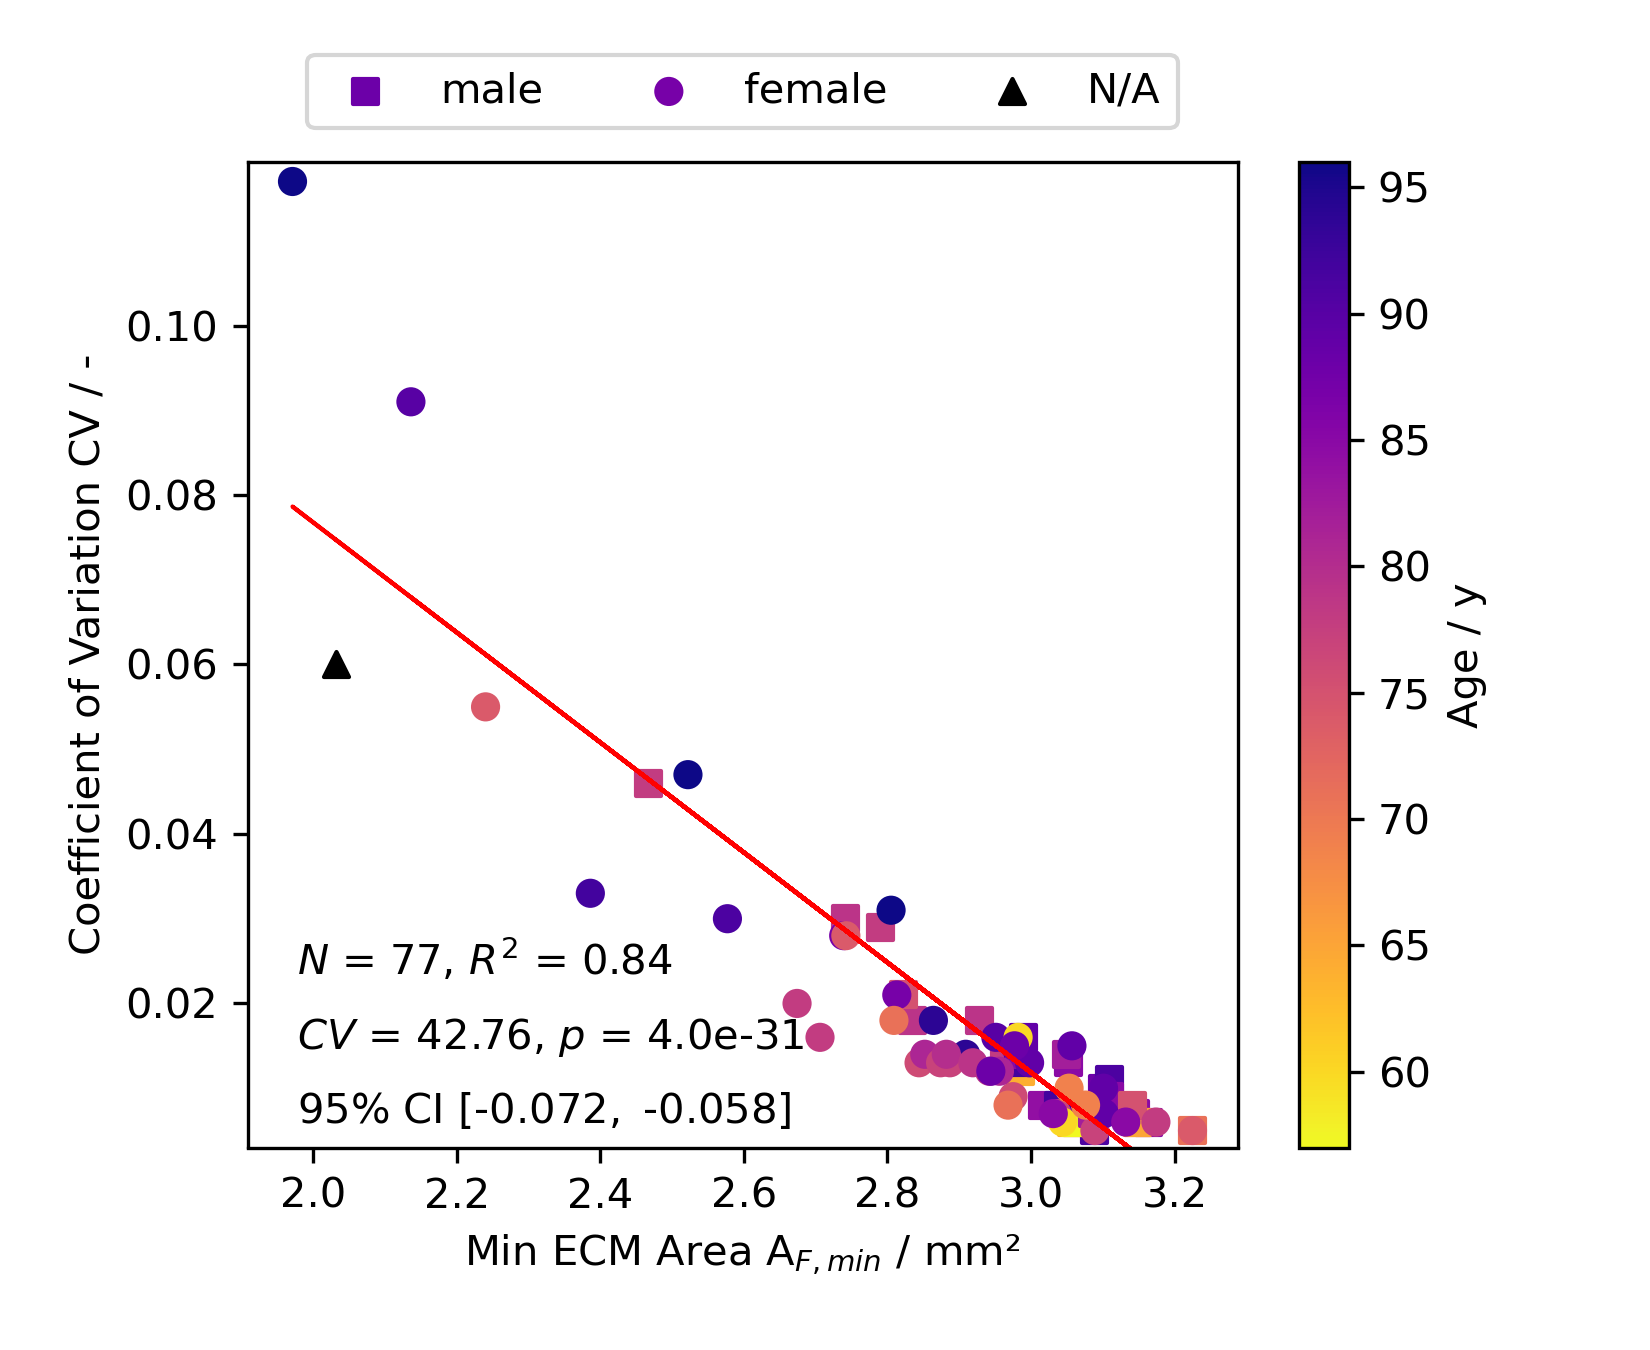 male female N/A
0.10
0.08
0.06
0.04
0.02
Coefficient of Variation CV / -
N = 77, R² = 0.84
CV = 42.76, p = 4.0e-31
95% CI [-0.072, -0.058]
2.0 2.2 2.4 2.6 2.8 3.0 3.2
Min ECM Area A_{F,min} / mm²
95
90
85
80
75
70
65
60
Age / y